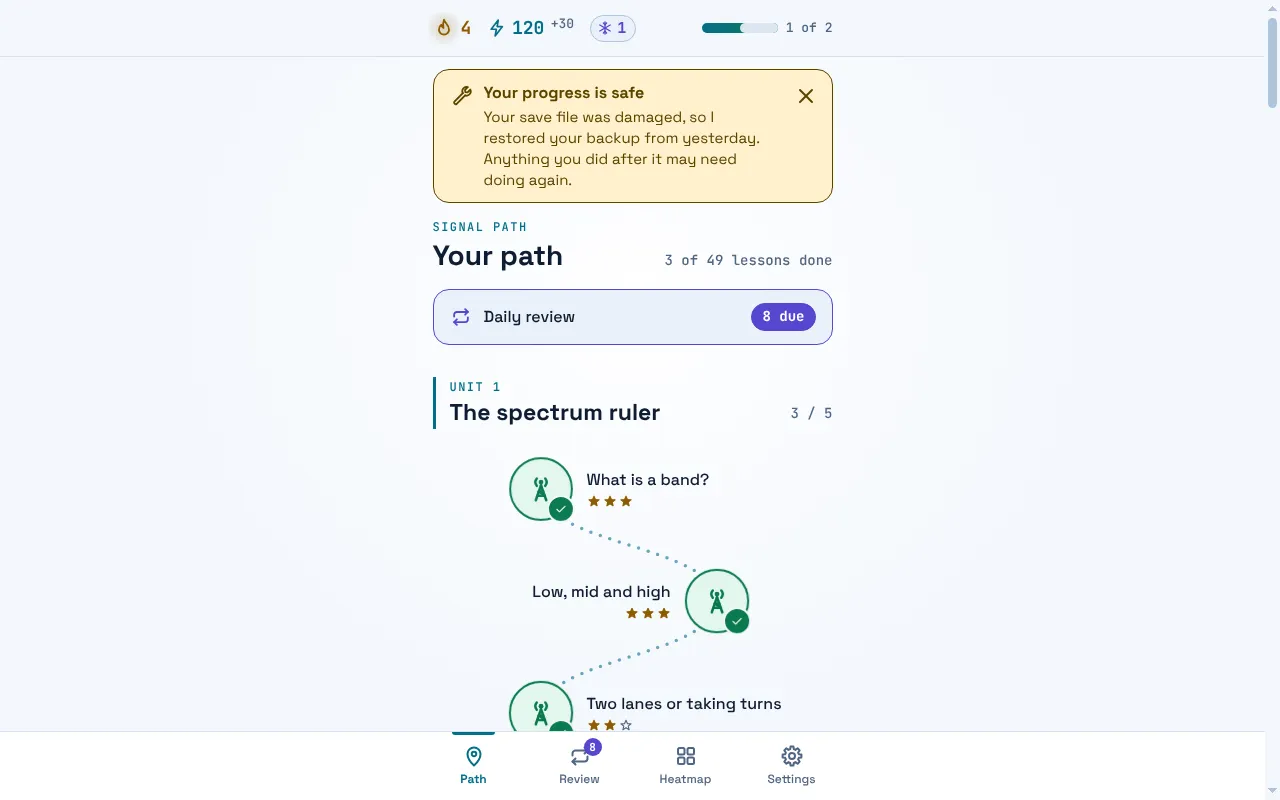 4 120 +30 1 1 of 2
Your progress is safe
Your save file was damaged, so I
restored your backup from yesterday.
Anything you did after it may need
doing again.
SIGNAL PATH
Your path 3 of 49 lessons done
Daily review 8 due
UNIT 1
The spectrum ruler 3 / 5
What is a band?
Low, mid and high
Two lanes or taking turns
8
Path Review Heatmap Settings